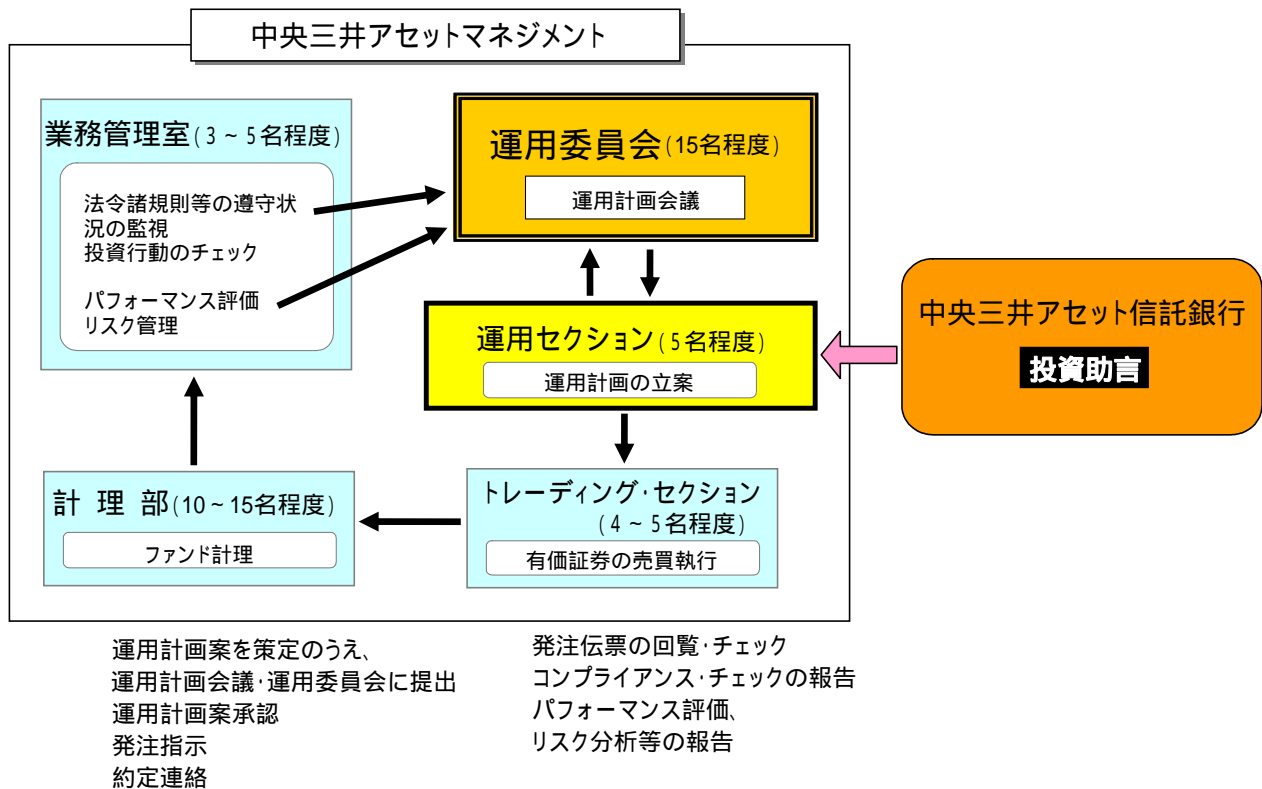 中央三井アセットマネジメント
業務管理室(3~5名程度)
法令諸規則等の遵守状
況の監視
投資行動のチェック
パフォーマンス評価
リスク管理
運用委員会(15名程度)
運用計画会議
運用セクション(5名程度)
運用計画の立案
中央三井アセット信託銀行
投資助言
計 理 部(10~15名程度)
ファンド計理
トレーディング・セクション
(4~5名程度)
有価証券の売買執行
運用計画案を策定のうえ、
運用計画会議・運用委員会に提出
運用計画案承認
発注指示
約定連絡
発注伝票の回覧・チェック
コンプライアンス・チェックの報告
パフォーマンス評価、
リスク分析等の報告